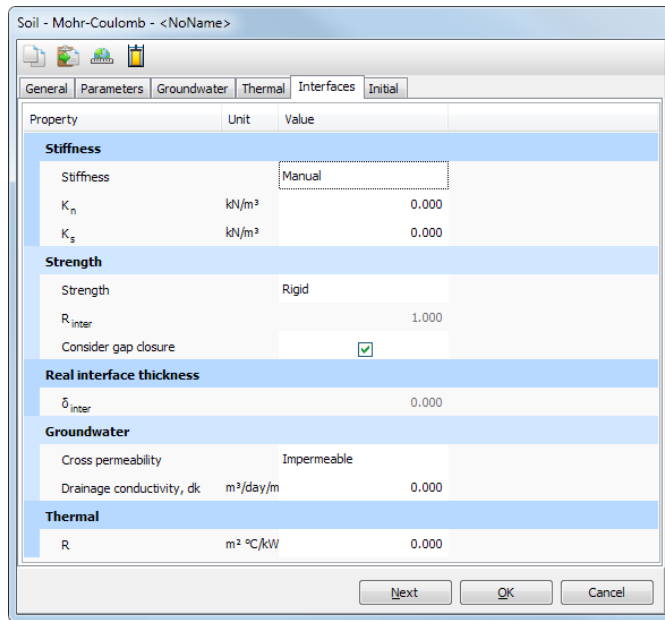 Soil - Mohr-Coulomb - <NoName>
General Parameters Groundwater Thermal Interfaces Initial
Property Unit Value
Stiffness
Stiffness Manual
Kn kN/m³ 0.000
Ks kN/m³ 0.000
Strength
Strength Rigid
Rinter 1.000
Consider gap closure
Real interface thickness
δinter 0.000
Groundwater
Cross permeability Impermeable
Drainage conductivity, dk m³/day/m 0.000
Thermal
R m² °C/kW 0.000
Next OK Cancel